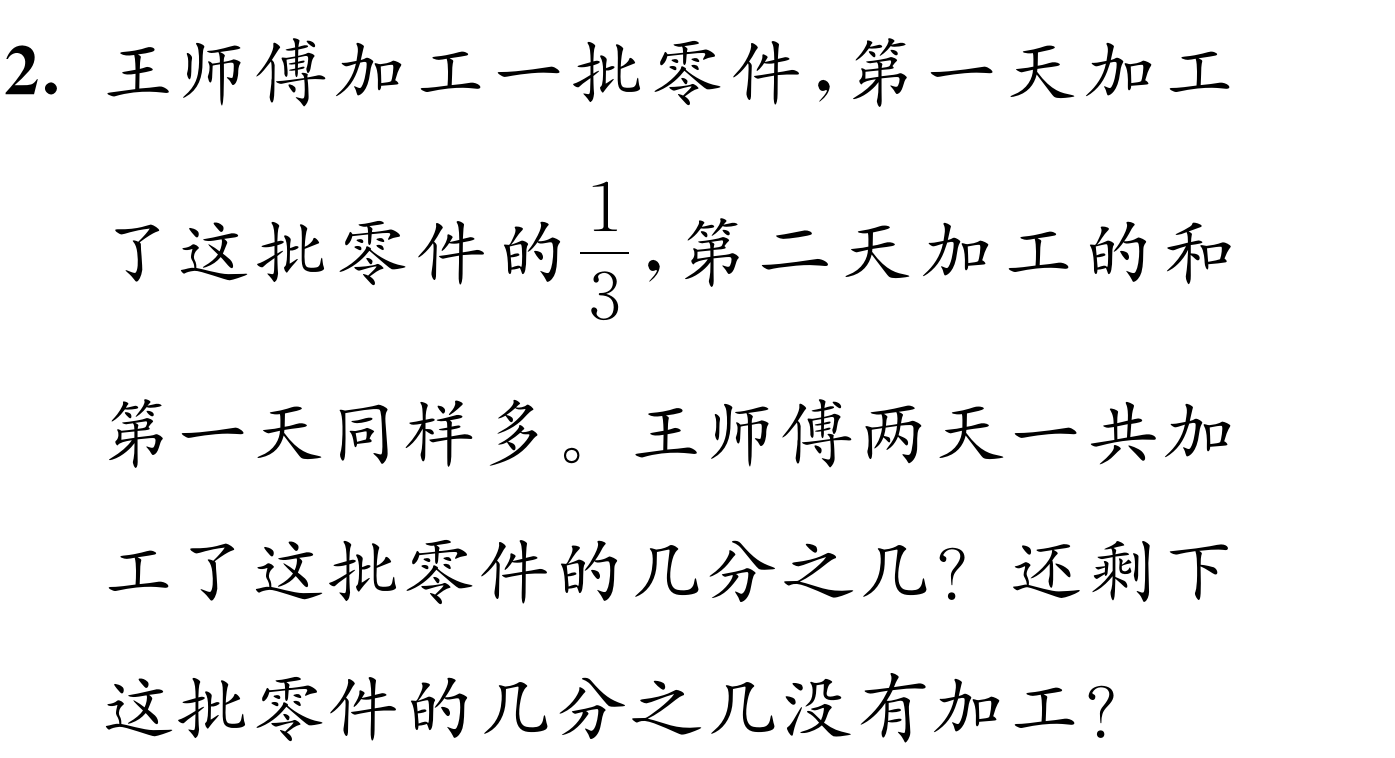 2. 王师傅加工一批零件,第一天加工
了这批零件的\frac{1}{3},第二天加工的和
第一天同样多。王师傅两天一共加
工了这批零件的几分之几?还剩下
这批零件的几分之几没有加工?